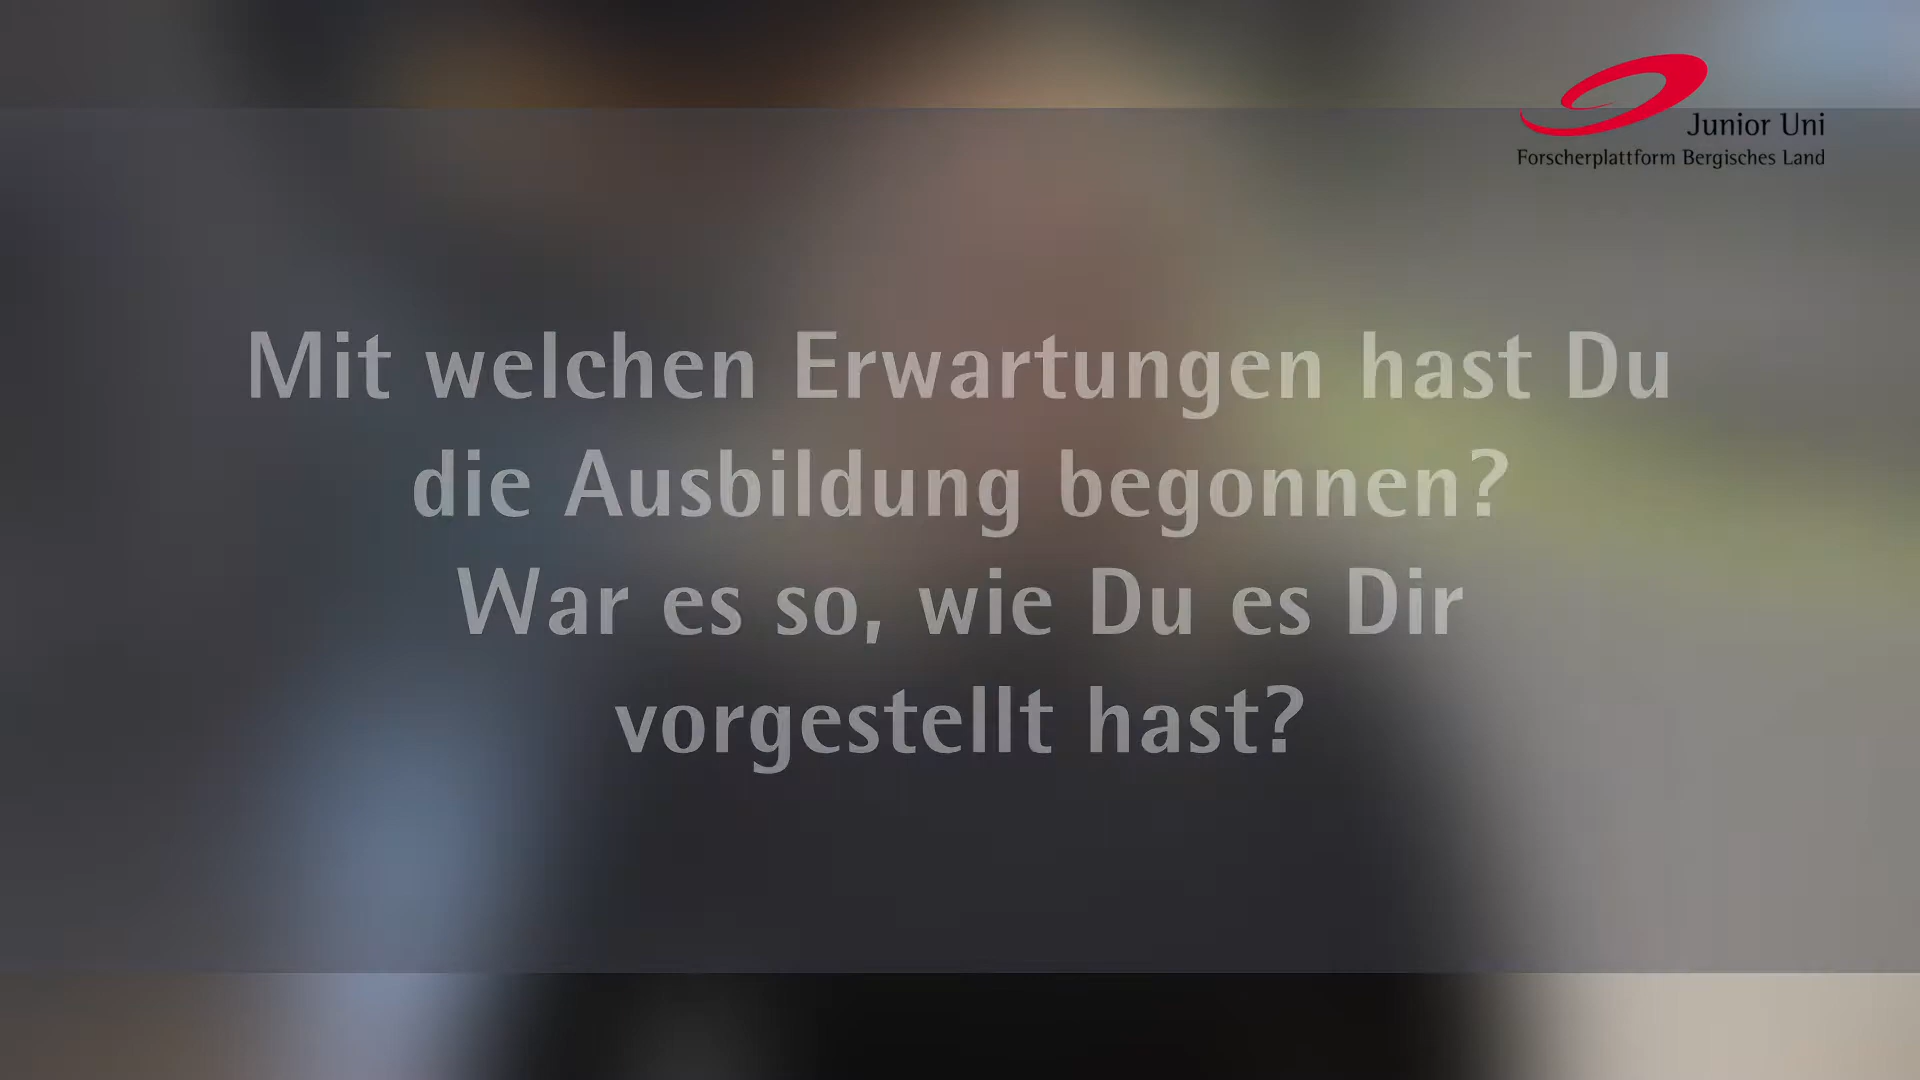 Junior Uni
Forscherplattform Bergisches Land
Mit welchen Erwartungen hast Du
die Ausbildung begonnen?
War es so, wie Du es Dir
vorgestellt hast?